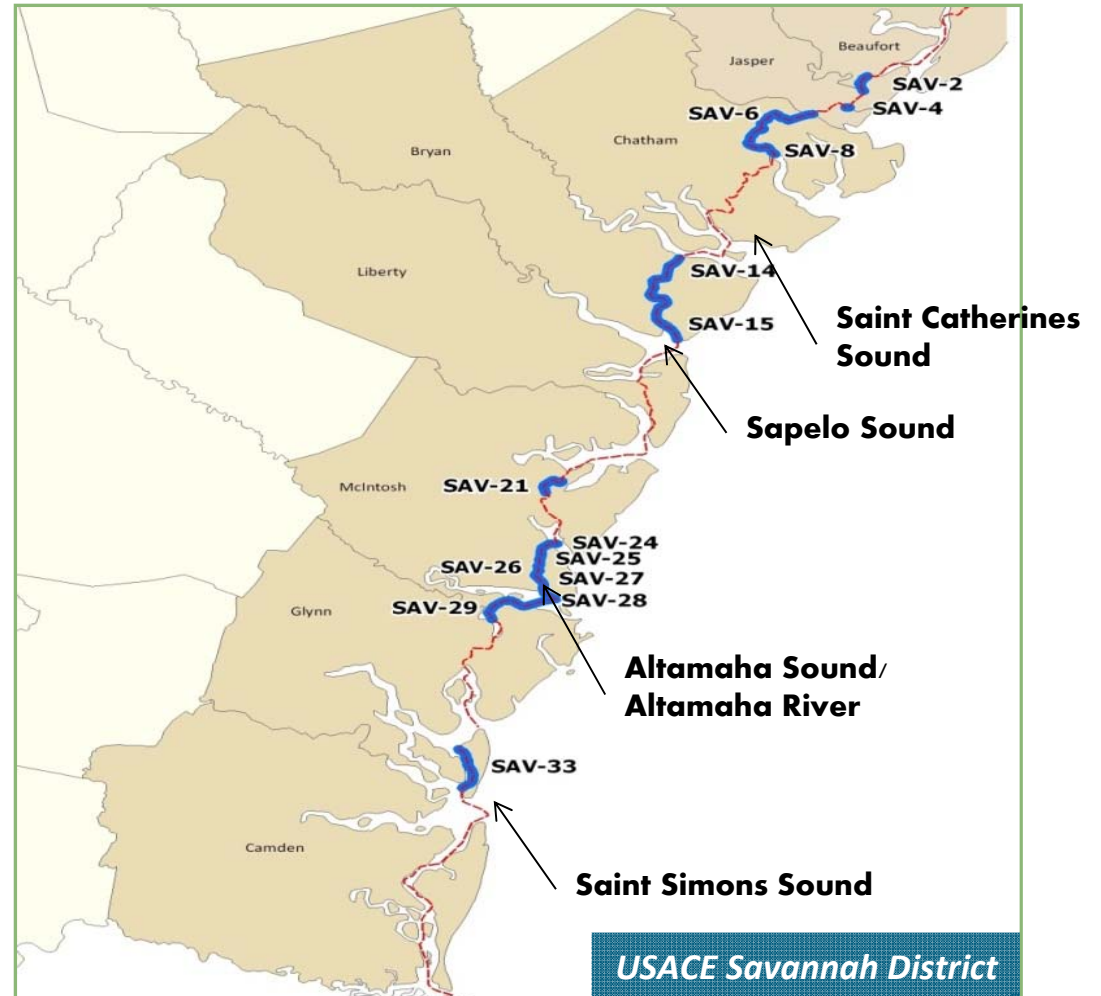 Beaufort
Jasper
SAV-2
SAV-4
SAV-6
Chatham
SAV-8
Bryan
SAV-14
Liberty
Saint Catherines
Sound
SAV-15
Sapelo Sound
McIntosh
SAV-21
SAV-24
SAV-25
SAV-26
SAV-27
SAV-28
SAV-29
Glynn
Altamaha Sound/
Altamaha River
SAV-33
Camden
Saint Simons Sound
USACE Savannah District